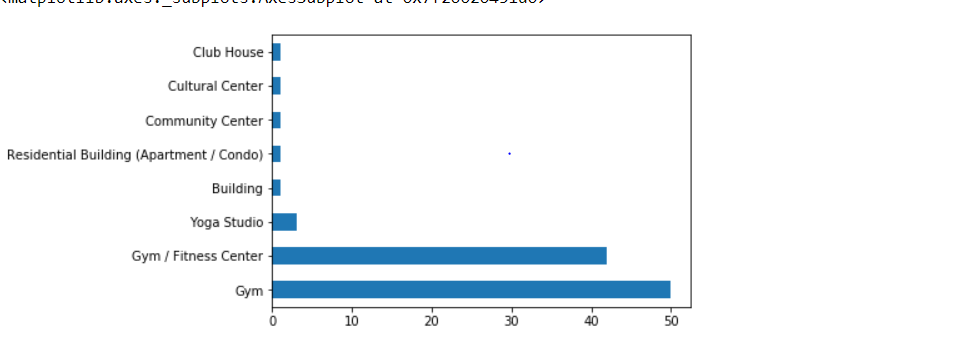 Club House
Cultural Center
Community Center
Residential Building (Apartment / Condo)
Building
Yoga Studio
Gym / Fitness Center
Gym
0 10 20 30 40 50